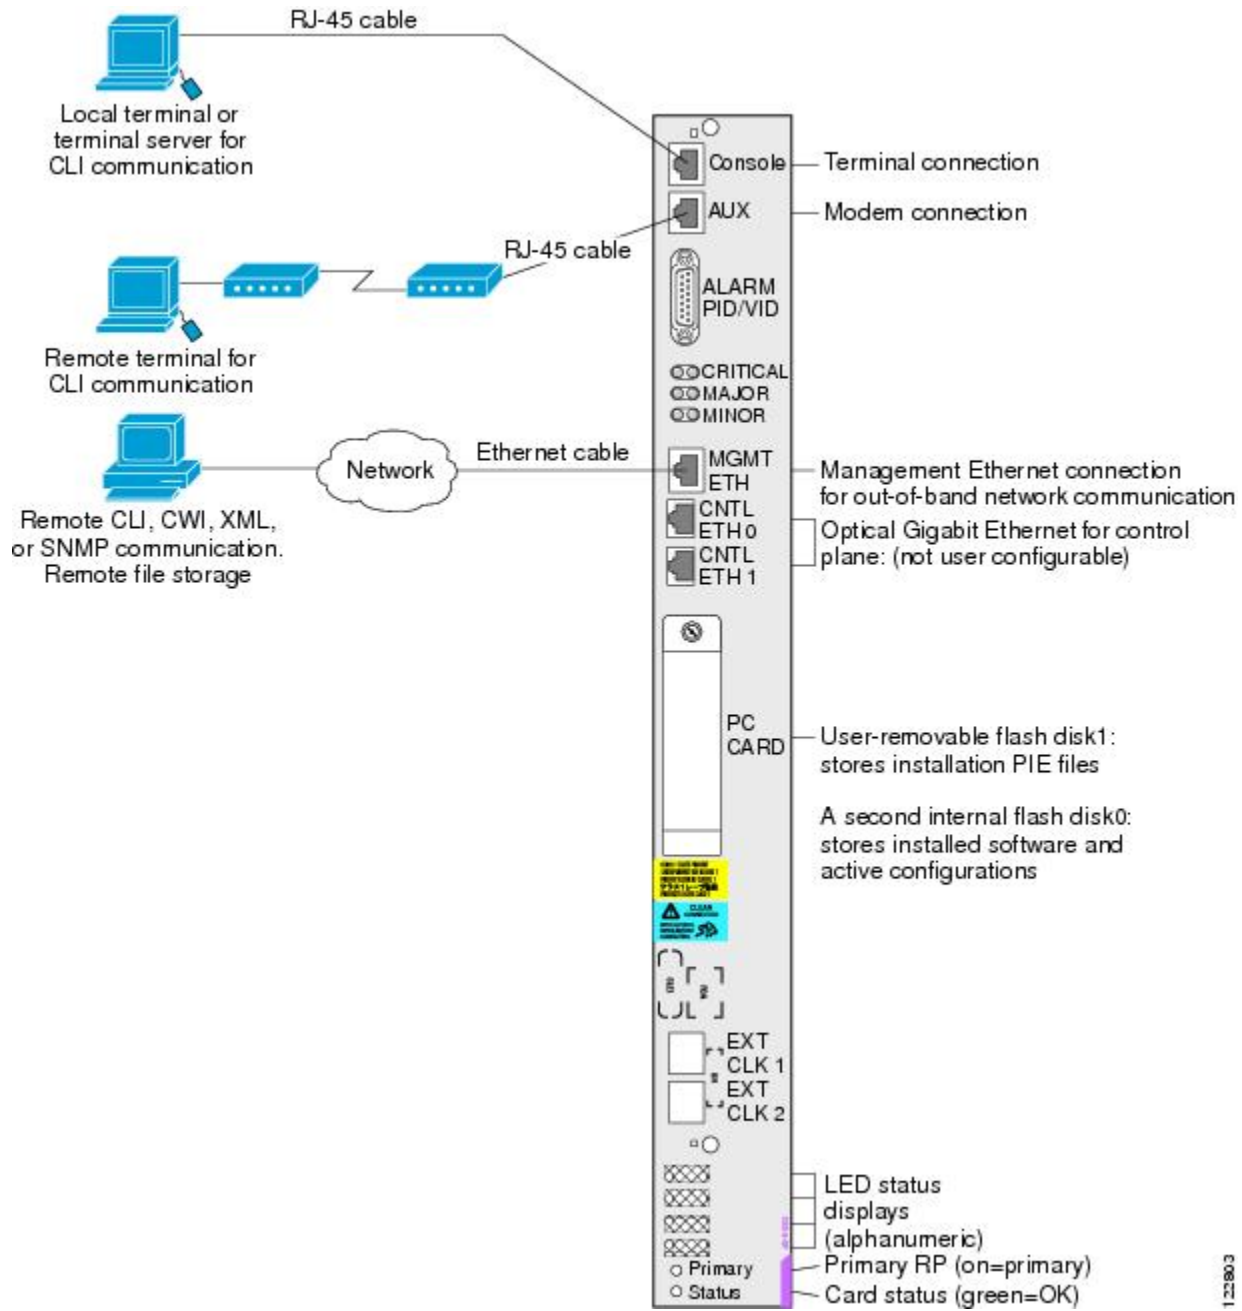 RJ-45 cable
Local terminal or
terminal server for
CLI communication
Console
Terminal connection
AUX
Modem connection
RJ-45 cable
ALARM
PID/VID
Remote terminal for
CLI communication
CRITICAL
MAJOR
MINOR
Network
Ethernet cable
MGMT
ETH
Management Ethernet connection
for out-of-band network communication
Remote CLI, CWI, XML,
or SNMP communication.
Remote file storage
CNTL
ETH 0
CNTL
ETH 1
Optical Gigabit Ethernet for control
plane: (not user configurable)
PC
CARD
User-removable flash disk1:
stores installation PIE files
A second internal flash disk0:
stores installed software and
active configurations
CLEAN
EXT
CLK 1
EXT
CLK 2
LED status
displays
(alphanumeric)
Primary
Primary RP (on=primary)
Status
Card status (green=OK)
122803